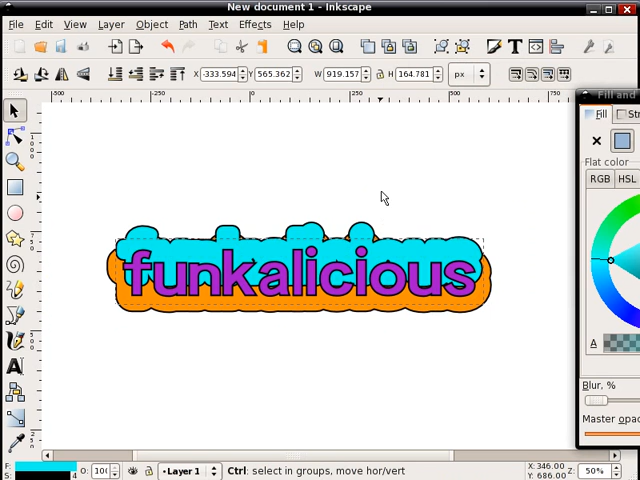 New document 1 - Inkscape
File Edit View Layer Object Path Text Effects Help
X -333.594 Y 565.362 W 919.157 H 164.781 px
-500 -250 0 250 500 750
Fill and
Fill Str
Flat color
RGB HSL
funkalicious
A
Blur, %
Master opac
F:
S: 4
O: 10
•Layer 1
Ctrl: select in groups, move hor/vert
X: 346.00
Y: 686.00
Z: 50%